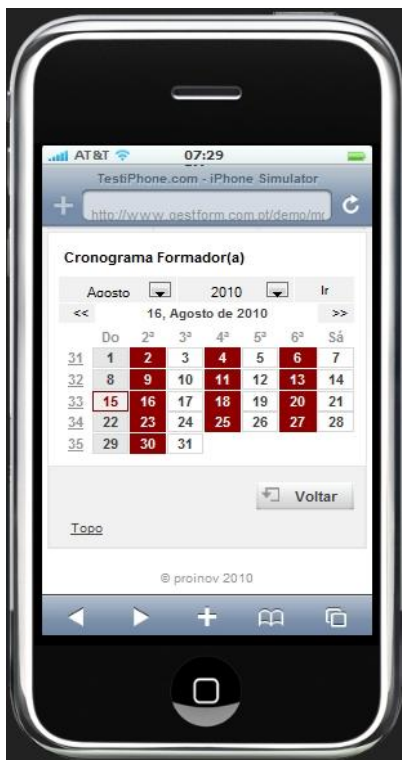 AT&T 07:29
TestiPhone.com - iPhone Simulator
http://www.gestform.com.pt/demo/
Cronograma Formador(a)
Agosto 2010 Ir
<< 16, Agosto de 2010 >>
Do 2ª 3ª 4ª 5ª 6ª Sá
31 1 2 3 4 5 6 7
32 8 9 10 11 12 13 14
33 15 16 17 18 19 20 21
34 22 23 24 25 26 27 28
35 29 30 31
Voltar
Topo
© proinov 2010